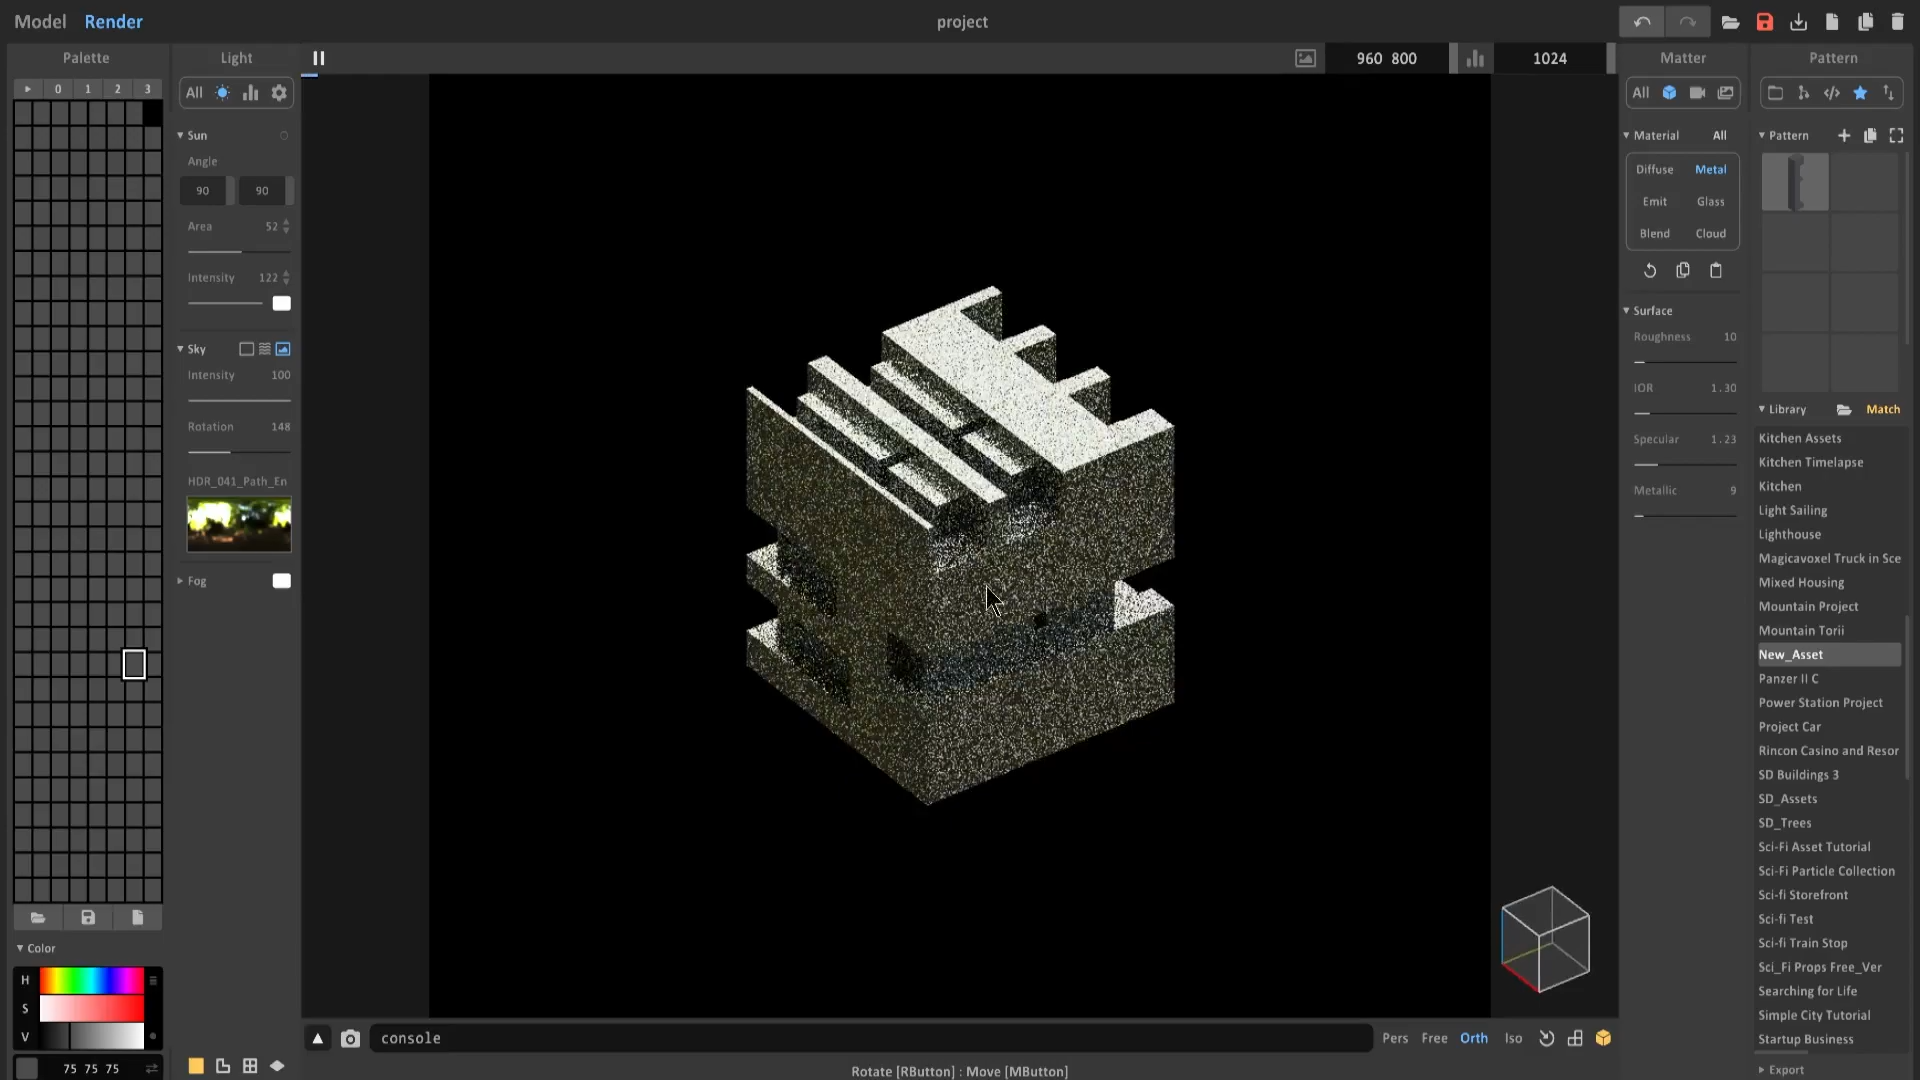 Model Render
project
Palette
Light
960 800
1024
Matter
Pattern
0 1 2 3
All
All
Sun
Angle
90 90
Area 52
Intensity 122
Sky
Intensity 100
Rotation 148
HDR_041_Path_En
Fog
Color
H
S
V
75 75 75
console
Pers Free Orth Iso
Rotate [RButton] : Move [MButton]
Material All
Diffuse Metal
Emit Glass
Blend Cloud
Surface
Roughness 10
IOR 1.30
Specular 1.23
Metallic 9
Pattern
Library Match
Kitchen Assets
Kitchen Timelapse
Kitchen
Light Sailing
Lighthouse
Magicavoxel Truck in Sce
Mixed Housing
Mountain Project
Mountain Torii
New_Asset
Panzer II C
Power Station Project
Project Car
Rincon Casino and Resor
SD Buildings 3
SD_Assets
SD_Trees
Sci-Fi Asset Tutorial
Sci-Fi Particle Collection
Sci-fi Storefront
Sci-fi Test
Sci-fi Train Stop
Sci_Fi Props Free_Ver
Searching for Life
Simple City Tutorial
Startup Business
Export